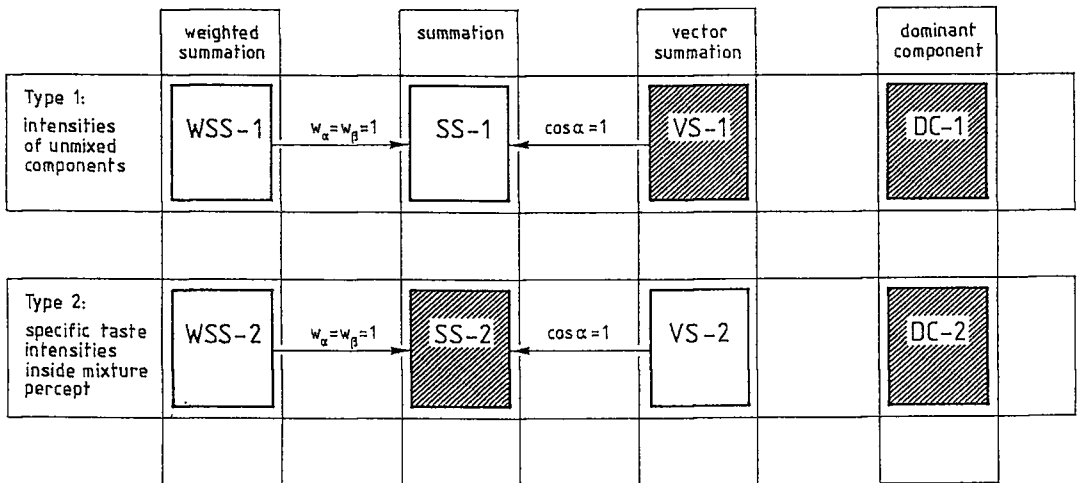 weighted
summation
summation
vector
summation
dominant
component
Type 1:
intensities
of unmixed
components
WSS-1
wα=wβ=1
SS-1
cos α=1
VS-1
DC-1
Type 2:
specific taste
intensities
inside mixture
percept
WSS-2
wα=wβ=1
SS-2
cos α=1
VS-2
DC-2